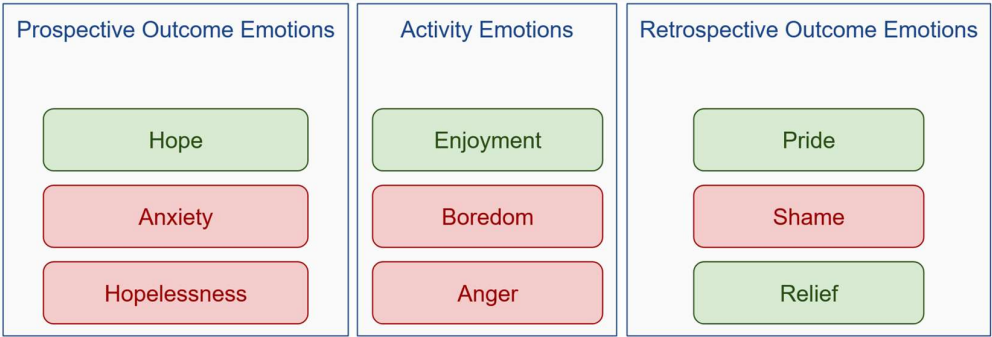 Prospective Outcome Emotions
Hope
Anxiety
Hopelessness
Activity Emotions
Enjoyment
Boredom
Anger
Retrospective Outcome Emotions
Pride
Shame
Relief